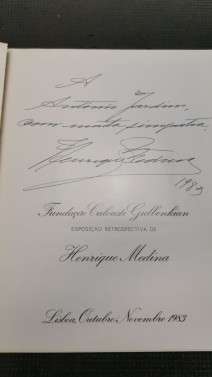 A
António Jardim,
com muita simpatia,
Henrique Medina
1983
Fundação Calouste Gulbenkian
EXPOSIÇÃO RETROSPECTIVA DE
Henrique Medina
Lisboa, Outubro, Novembro 1983